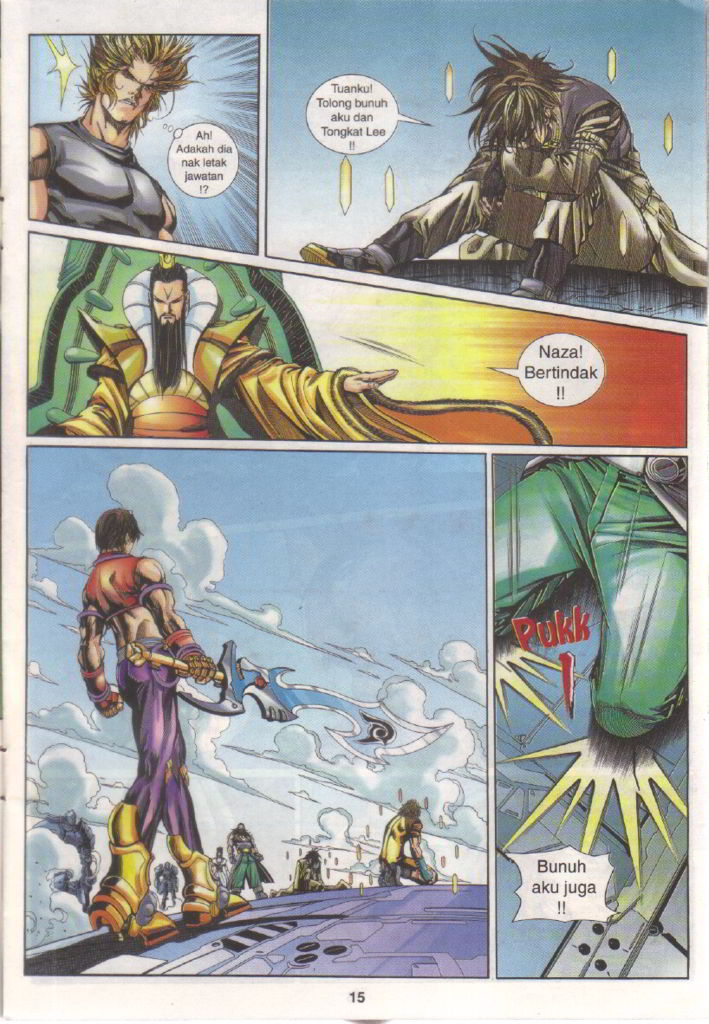 Ah!
Adakah dia
nak letak
jawatan
!?
Tuanku!
Tolong bunuh
aku dan
Tongkat Lee
!!
Naza!
Bertindak
!!
Pukk
!
Bunuh
aku juga
!!
15